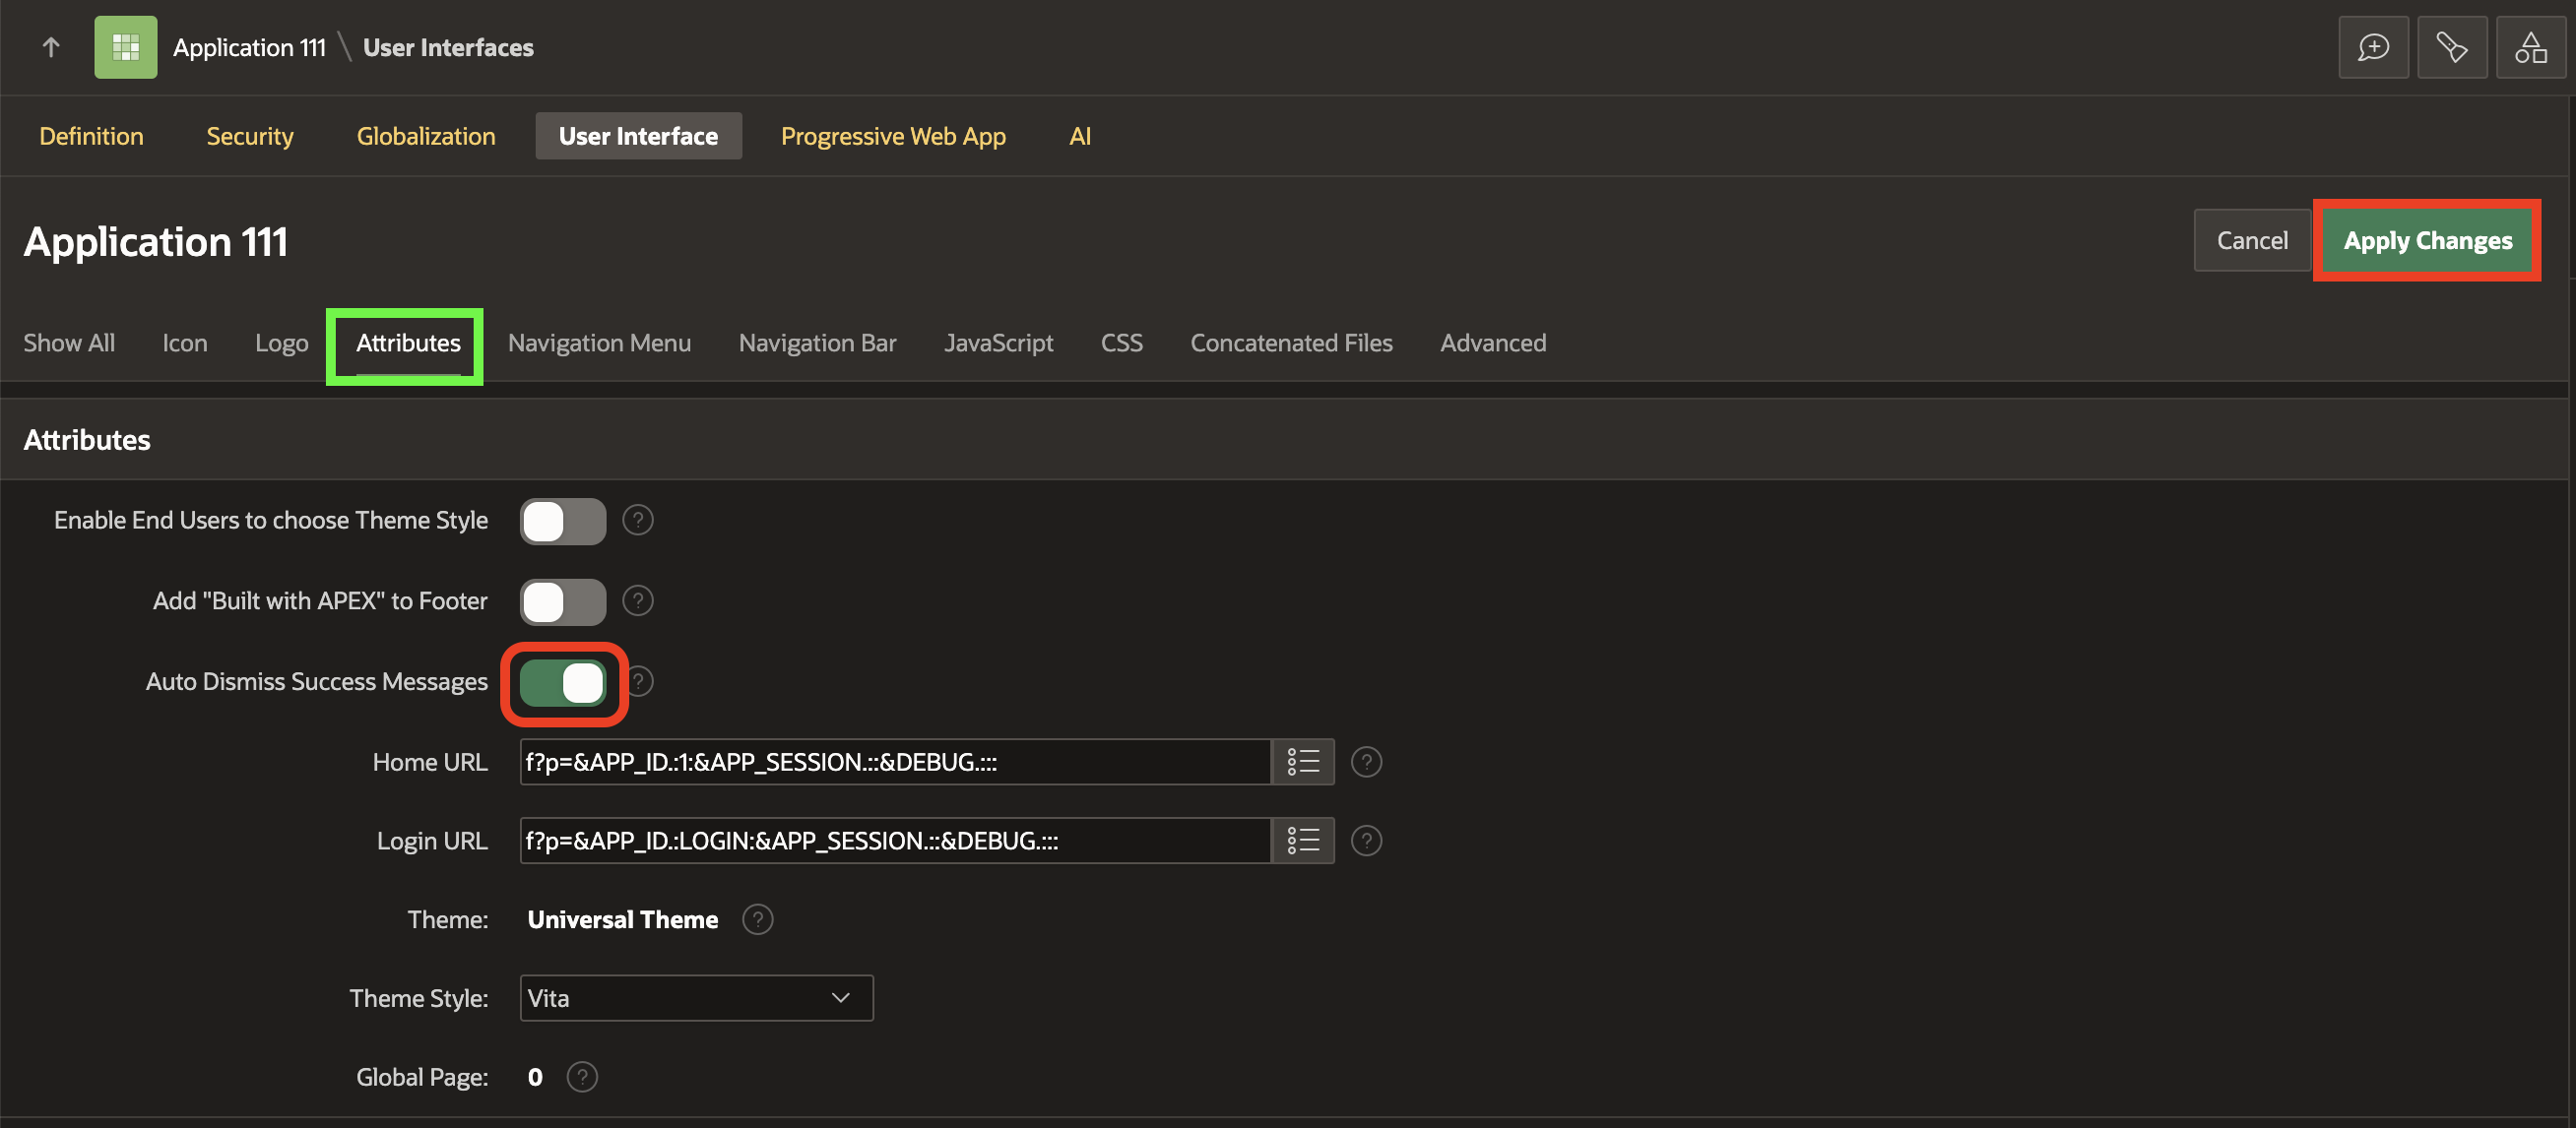 Application 111 \ User Interfaces
Definition Security Globalization User Interface Progressive Web App AI
Application 111
Cancel Apply Changes
Show All Icon Logo Attributes Navigation Menu Navigation Bar JavaScript CSS Concatenated Files Advanced
Attributes
Enable End Users to choose Theme Style ?
Add "Built with APEX" to Footer ?
Auto Dismiss Success Messages ?
Home URL f?p=&APP_ID.:1:&APP_SESSION.::&DEBUG.::: ?
Login URL f?p=&APP_ID.:LOGIN:&APP_SESSION.::&DEBUG.::: ?
Theme: Universal Theme ?
Theme Style: Vita
Global Page: 0 ?